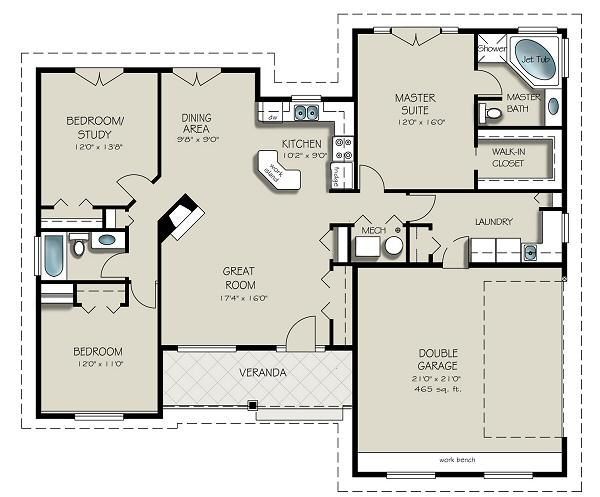 BEDROOM/
STUDY
12'0" x 13'8"
DINING
AREA
9'8" x 9'0"
dw
KITCHEN
10'2" x 9'0"
work
island
fridge
MASTER
SUITE
12'0" x 16'0"
Shower
Jet Tub
MASTER
BATH
WALK-IN
CLOSET
MECH
LAUNDRY
GREAT
ROOM
17'4" x 16'0"
BEDROOM
12'0" x 11'0"
VERANDA
DOUBLE
GARAGE
21'0" x 21'0"
465 sq. ft.
work bench